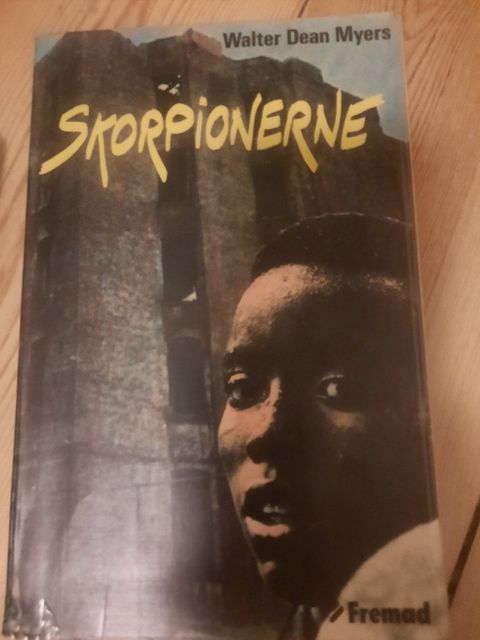 Walter Dean Myers
SKORPiONERNE
Fremad